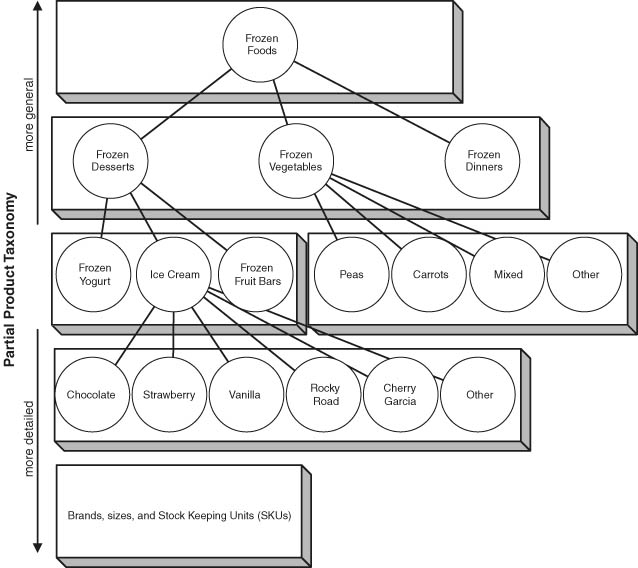 Partial Product Taxonomy
more general
more detailed
Frozen
Foods
Frozen
Desserts
Frozen
Vegetables
Frozen
Dinners
Frozen
Yogurt
Ice Cream
Frozen
Fruit Bars
Peas
Carrots
Mixed
Other
Chocolate
Strawberry
Vanilla
Rocky
Road
Cherry
Garcia
Other
Brands, sizes, and Stock Keeping Units (SKUs)